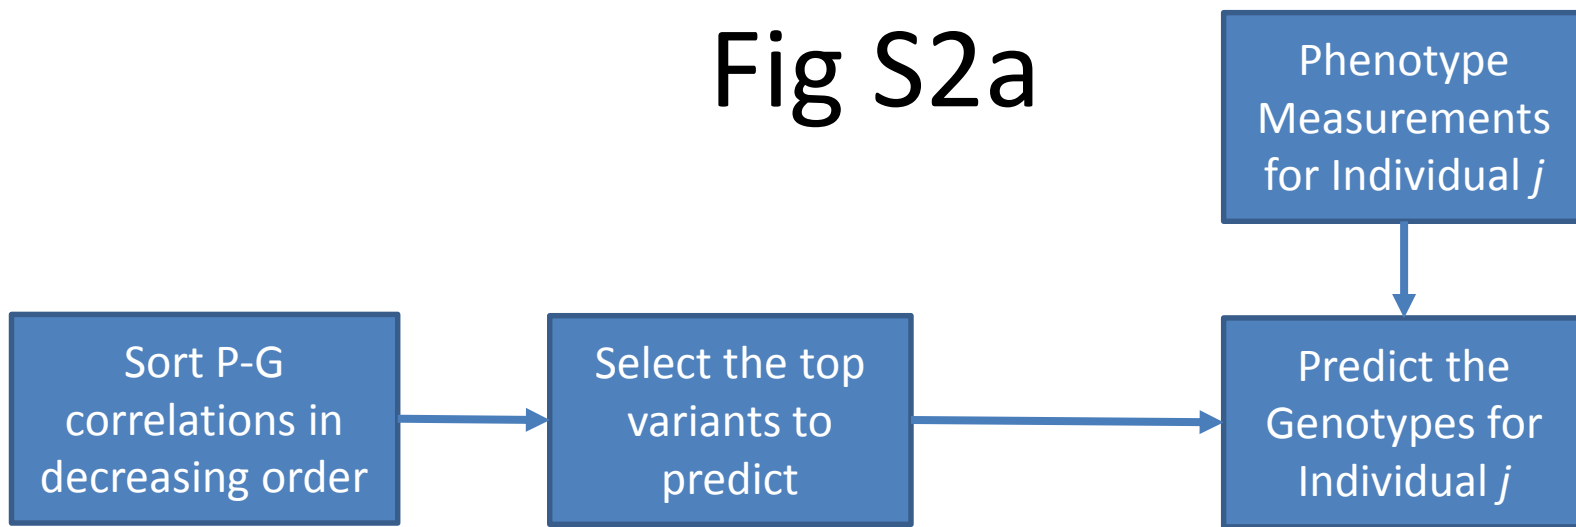 Fig S2a
Phenotype
Measurements
for Individual j
Sort P-G
correlations in
decreasing order
Select the top
variants to
predict
Predict the
Genotypes for
Individual j